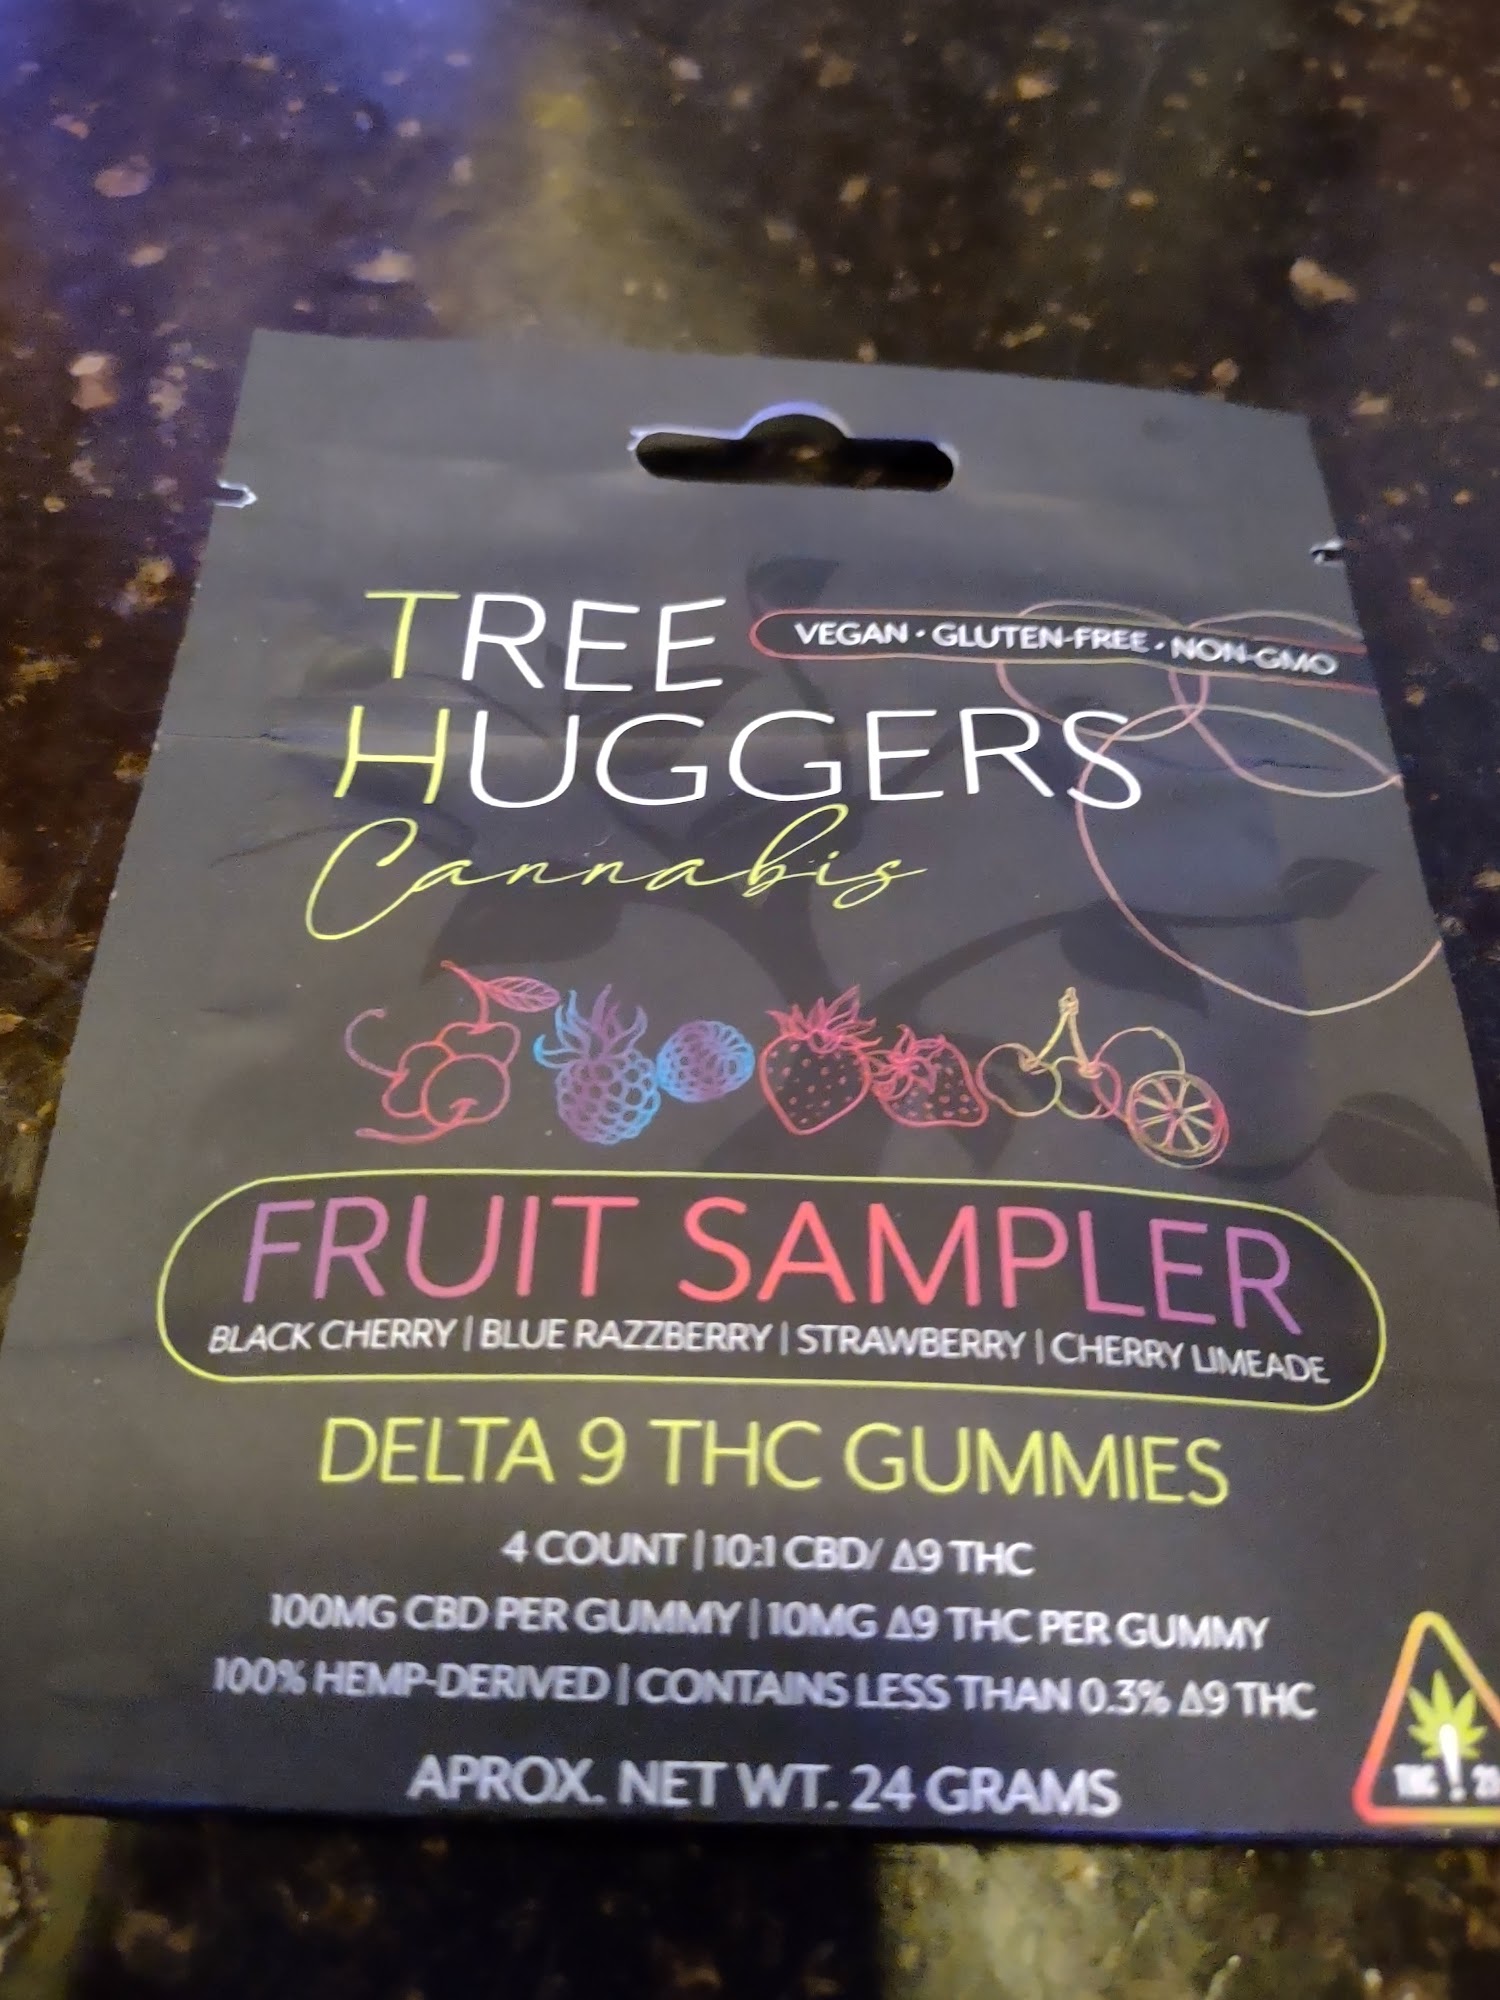 TREE
VEGAN • GLUTEN-FREE • NON-GMO
HUGGERS
Cannabis
FRUIT SAMPLER
BLACK CHERRY | BLUE RAZZBERRY | STRAWBERRY | CHERRY LIMEADE
DELTA 9 THC GUMMIES
4 COUNT | 10:1 CBD/ Δ9 THC
100MG CBD PER GUMMY | 10MG Δ9 THC PER GUMMY
100% HEMP-DERIVED | CONTAINS LESS THAN 0.3% Δ9 THC
APROX. NET WT. 24 GRAMS
THC !